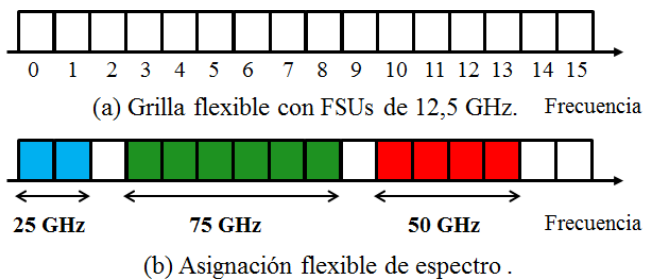 0 1 2 3 4 5 6 7 8 9 10 11 12 13 14 15
(a) Grilla flexible con FSUs de 12,5 GHz. Frecuencia
25 GHz 75 GHz 50 GHz Frecuencia
(b) Asignación flexible de espectro .